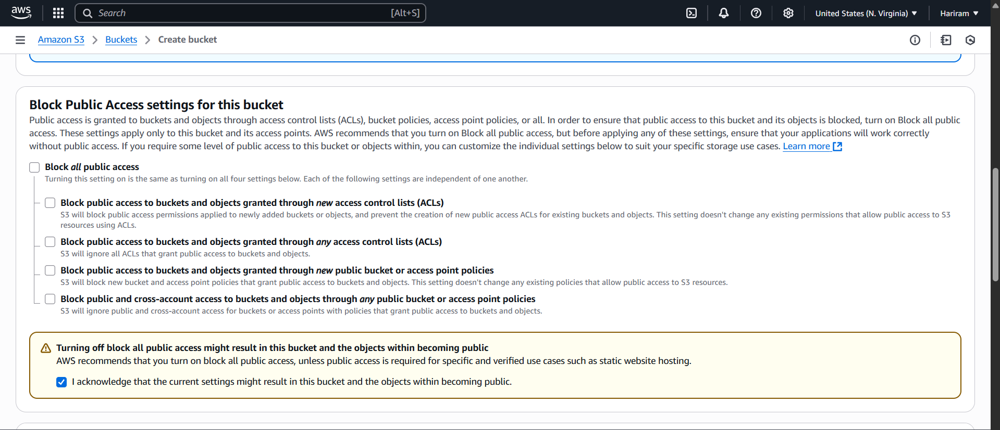 aws
Search [Alt+S]
United States (N. Virginia)
Hariram
Amazon S3 > Buckets > Create bucket
Block Public Access settings for this bucket
Public access is granted to buckets and objects through access control lists (ACLs), bucket policies, access point policies, or all. In order to ensure that public access to this bucket and its objects is blocked, turn on Block all public
access. These settings apply only to this bucket and its access points. AWS recommends that you turn on Block all public access, but before applying any of these settings, ensure that your applications will work correctly
without public access. If you require some level of public access to this bucket or objects within, you can customize the individual settings below to suit your specific storage use cases. Learn more
Block all public access
Turning this setting on is the same as turning on all four settings below. Each of the following settings are independent of one another.
Block public access to buckets and objects granted through new access control lists (ACLs)
S3 will block public access permissions applied to newly added buckets or objects, and prevent the creation of new public access ACLs for existing buckets and objects. This setting doesn't change any existing permissions that allow public access to S3
resources using ACLs.
Block public access to buckets and objects granted through any access control lists (ACLs)
S3 will ignore all ACLs that grant public access to buckets and objects.
Block public access to buckets and objects granted through new public bucket or access point policies
S3 will block new bucket and access point policies that grant public access to buckets and objects. This setting doesn't change any existing policies that allow public access to S3 resources.
Block public and cross-account access to buckets and objects through any public bucket or access point policies
S3 will ignore public and cross-account access for buckets or access points with policies that grant public access to buckets and objects.
Turning off block all public access might result in this bucket and the objects within becoming public
AWS recommends that you turn on block all public access, unless public access is required for specific and verified use cases such as static website hosting.
I acknowledge that the current settings might result in this bucket and the objects within becoming public.